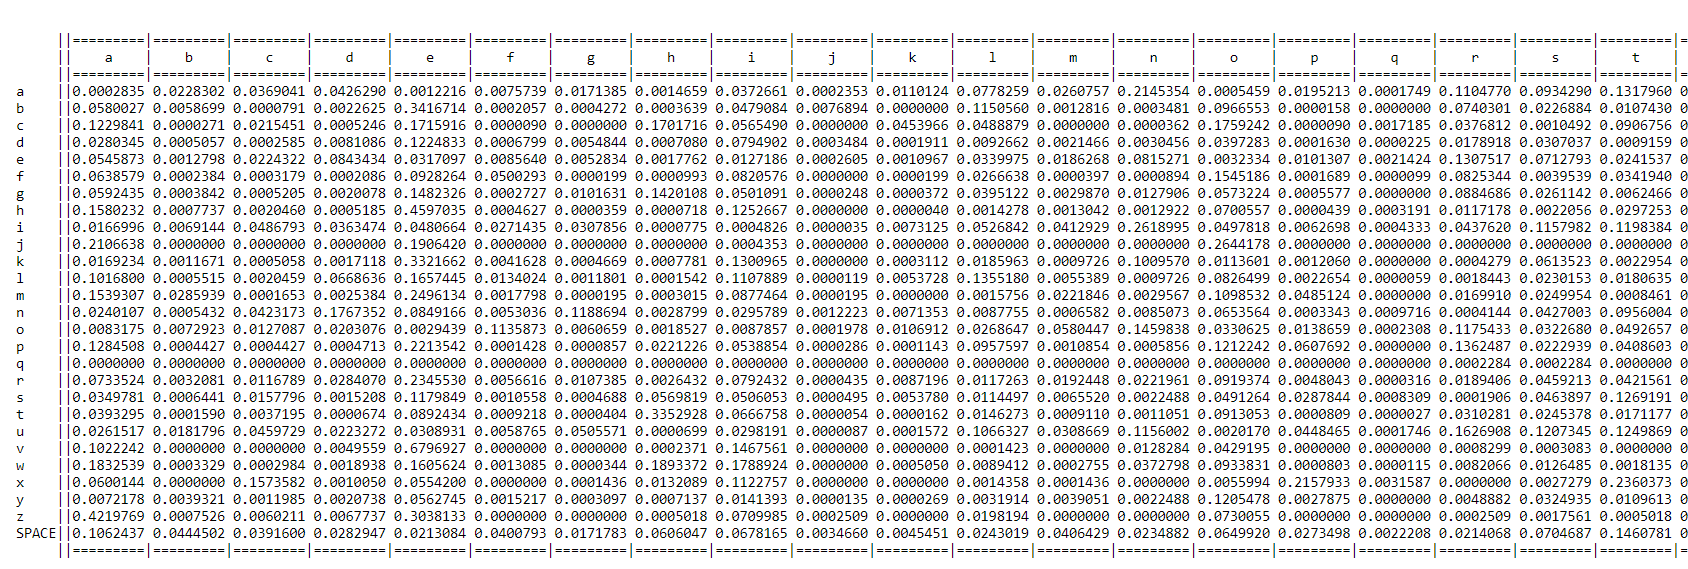 ||=========|=========|=========|=========|=========|=========|=========|=========|=========|=========|=========|=========|=========|=========|=========|=========|=========|=========|=========|=========|=
|| a | b | c | d | e | f | g | h | i | j | k | l | m | n | o | p | q | r | s | t |
||=========|=========|=========|=========|=========|=========|=========|=========|=========|=========|=========|=========|=========|=========|=========|=========|=========|=========|=========|=========|=
a ||0.0002835 0.0228302 0.0369041 0.0426290 0.0012216 0.0075739 0.0171385 0.0014659 0.0372661 0.0002353 0.0110124 0.0778259 0.0260757 0.2145354 0.0005459 0.0195213 0.0001749 0.1104770 0.0934290 0.1317960 0
b ||0.0580027 0.0058699 0.0000791 0.0022625 0.3416714 0.0002057 0.0004272 0.0003639 0.0479084 0.0076894 0.0000000 0.1150560 0.0012816 0.0003481 0.0966553 0.0000158 0.0000000 0.0740301 0.0226884 0.0107430 0
c ||0.1229841 0.0000271 0.0215451 0.0005246 0.1715916 0.0000090 0.0000000 0.1701716 0.0565490 0.0000000 0.0453966 0.0488879 0.0000000 0.0000362 0.1759242 0.0000090 0.0017185 0.0376812 0.0010492 0.0906756 0
d ||0.0280345 0.0005057 0.0002585 0.0081086 0.1224833 0.0006799 0.0054844 0.0007080 0.0794902 0.0003484 0.0001911 0.0092662 0.0021466 0.0030456 0.0397283 0.0001630 0.0000225 0.0178918 0.0307037 0.0009159 0
e ||0.0545873 0.0012798 0.0224322 0.0843434 0.0317097 0.0085640 0.0052834 0.0017762 0.0127186 0.0002605 0.0010967 0.0339975 0.0186268 0.0815271 0.0032334 0.0101307 0.0021424 0.1307517 0.0712793 0.0241537 0
f ||0.0638579 0.0002384 0.0003179 0.0002086 0.0928264 0.0500293 0.0000199 0.0000993 0.0820576 0.0000000 0.0000199 0.0266638 0.0000397 0.0000894 0.1545186 0.0001689 0.0000099 0.0825344 0.0039539 0.0341940 0
g ||0.0592435 0.0003842 0.0005205 0.0020078 0.1482326 0.0002727 0.0101631 0.1420108 0.0501091 0.0000248 0.0000372 0.0395122 0.0029870 0.0127906 0.0573224 0.0005577 0.0000000 0.0884686 0.0261142 0.0062466 0
h ||0.1580232 0.0007737 0.0020460 0.0005185 0.4597035 0.0004627 0.0000359 0.0000718 0.1252667 0.0000000 0.0000040 0.0014278 0.0013042 0.0012922 0.0700557 0.0000439 0.0003191 0.0117178 0.0022056 0.0297253 0
i ||0.0166996 0.0069144 0.0486793 0.0363474 0.0480664 0.0271435 0.0307856 0.0000775 0.0004826 0.0000035 0.0073125 0.0526842 0.0412929 0.2618995 0.0497818 0.0062698 0.0004333 0.0437620 0.1157982 0.1198384 0
j ||0.2106638 0.0000000 0.0000000 0.0000000 0.1906420 0.0000000 0.0000000 0.0000000 0.0004353 0.0000000 0.0000000 0.0000000 0.0000000 0.0000000 0.2644178 0.0000000 0.0000000 0.0000000 0.0000000 0.0000000 0
k ||0.0169234 0.0011671 0.0005058 0.0017118 0.3321662 0.0041628 0.0004669 0.0007781 0.1300965 0.0000000 0.0003112 0.0185963 0.0009726 0.1009570 0.0113601 0.0012060 0.0000000 0.0004279 0.0613523 0.0022954 0
l ||0.1016800 0.0005515 0.0020459 0.0668636 0.1657445 0.0134024 0.0011801 0.0001542 0.1107889 0.0000119 0.0053728 0.1355180 0.0055389 0.0009726 0.0826499 0.0022654 0.0000059 0.0018443 0.0230153 0.0180635 0
m ||0.1539307 0.0285939 0.0001653 0.0025384 0.2496134 0.0017798 0.0000195 0.0003015 0.0877464 0.0000195 0.0000000 0.0015756 0.0221846 0.0029567 0.1098532 0.0485124 0.0000000 0.0169910 0.0249954 0.0008461 0
n ||0.0240107 0.0005432 0.0423173 0.1767352 0.0849166 0.0053036 0.1188694 0.0028799 0.0295789 0.0012223 0.0071353 0.0087755 0.0006582 0.0085073 0.0653564 0.0003343 0.0009716 0.0004144 0.0427003 0.0956004 0
o ||0.0083175 0.0072923 0.0127087 0.0203076 0.0029439 0.1135873 0.0060659 0.0018527 0.0087857 0.0001978 0.0106912 0.0268647 0.0580447 0.1459838 0.0330625 0.0138659 0.0002308 0.1175433 0.0322680 0.0492657 0
p ||0.1284508 0.0004427 0.0004427 0.0004713 0.2213542 0.0001428 0.0000857 0.0221226 0.0538854 0.0000286 0.0001143 0.0957597 0.0010854 0.0005856 0.1212242 0.0607692 0.0000000 0.1362487 0.0222939 0.0408603 0
q ||0.0000000 0.0000000 0.0000000 0.0000000 0.0000000 0.0000000 0.0000000 0.0000000 0.0000000 0.0000000 0.0000000 0.0000000 0.0000000 0.0000000 0.0000000 0.0000000 0.0000000 0.0002284 0.0002284 0.0000000 0
r ||0.0733524 0.0032081 0.0116789 0.0284070 0.2345530 0.0056616 0.0107385 0.0026432 0.0792432 0.0000435 0.0087196 0.0117263 0.0192448 0.0221961 0.0919374 0.0048043 0.0000316 0.0189406 0.0459213 0.0421561 0
s ||0.0349781 0.0006441 0.0157796 0.0015208 0.1179849 0.0010558 0.0004688 0.0569819 0.0506053 0.0000495 0.0053780 0.0114497 0.0065520 0.0022488 0.0491264 0.0287844 0.0008309 0.0001906 0.0463897 0.1269191 0
t ||0.0393295 0.0001590 0.0037195 0.0000674 0.0892434 0.0009218 0.0000404 0.3352928 0.0666758 0.0000054 0.0000162 0.0146273 0.0009110 0.0011051 0.0913053 0.0000809 0.0000027 0.0310281 0.0245378 0.0171177 0
u ||0.0261517 0.0181796 0.0459729 0.0223272 0.0308931 0.0058765 0.0505571 0.0000699 0.0298191 0.0000087 0.0001572 0.1066327 0.0308669 0.1156002 0.0020170 0.0448465 0.0001746 0.1626908 0.1207345 0.1249869 0
v ||0.1022242 0.0000000 0.0000000 0.0049559 0.6796927 0.0000000 0.0000000 0.0002371 0.1467561 0.0000000 0.0000000 0.0001423 0.0000000 0.0128284 0.0429195 0.0000000 0.0000000 0.0008299 0.0003083 0.0000000 0
w ||0.1832539 0.0003329 0.0002984 0.0018938 0.1605624 0.0013085 0.0000344 0.1893372 0.1788924 0.0000000 0.0005050 0.0089412 0.0002755 0.0372798 0.0933831 0.0000803 0.0000115 0.0082066 0.0126485 0.0018135 0
x ||0.0600144 0.0000000 0.1573582 0.0010050 0.0554200 0.0000000 0.0001436 0.0132089 0.1122757 0.0000000 0.0000000 0.0014358 0.0001436 0.0000000 0.0055994 0.2157933 0.0031587 0.0000000 0.0027279 0.2360373 0
y ||0.0072178 0.0039321 0.0011985 0.0020738 0.0562745 0.0015217 0.0003097 0.0007137 0.0141393 0.0000135 0.0000269 0.0031914 0.0039051 0.0022488 0.1205478 0.0027875 0.0000000 0.0048882 0.0324935 0.0109613 0
z ||0.4219769 0.0007526 0.0060211 0.0067737 0.3038133 0.0000000 0.0000000 0.0005018 0.0709985 0.0002509 0.0000000 0.0198194 0.0000000 0.0000000 0.0730055 0.0000000 0.0000000 0.0002509 0.0017561 0.0005018 0
SPACE||0.1062437 0.0444502 0.0391600 0.0282947 0.0213084 0.0400793 0.0171783 0.0606047 0.0678165 0.0034660 0.0045451 0.0243019 0.0406429 0.0234882 0.0649920 0.0273498 0.0022208 0.0214068 0.0704687 0.1460781 0
||=========|=========|=========|=========|=========|=========|=========|=========|=========|=========|=========|=========|=========|=========|=========|=========|=========|=========|=========|=========|=